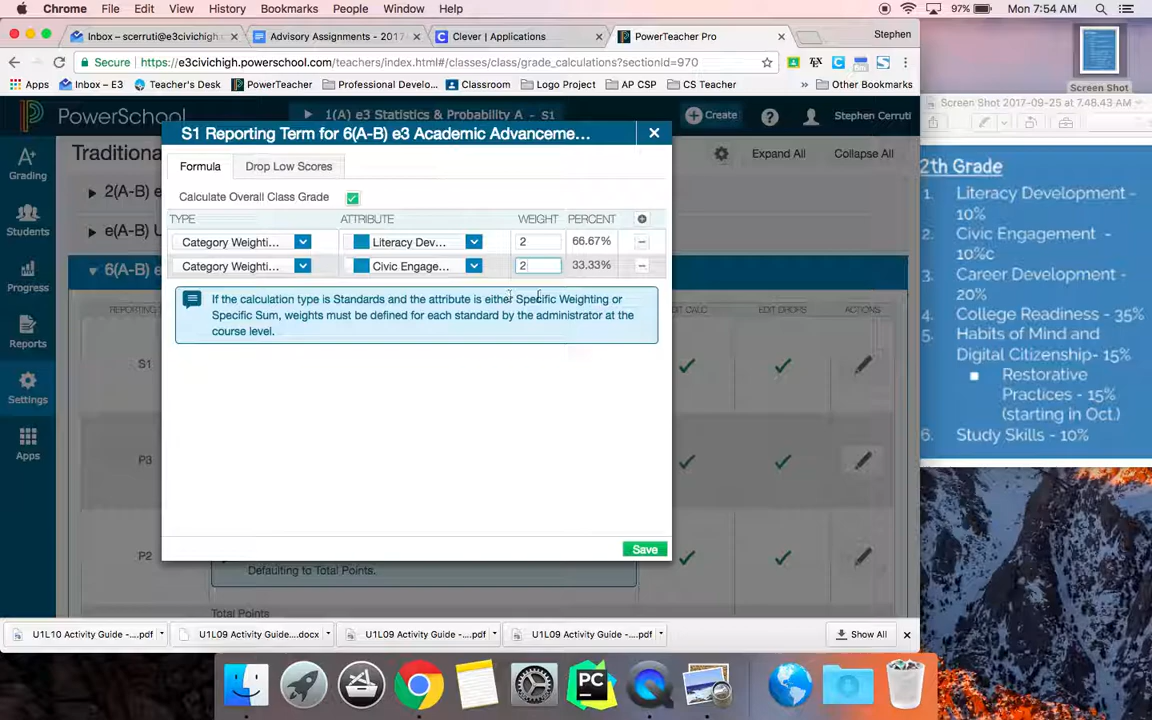 Chrome File Edit View History Bookmarks People Window Help 97% Mon 7:54 AM
Inbox – scerruti@e3civichigh × Advisory Assignments - 2017- × Clever | Applications × PowerTeacher Pro × Stephen
Secure https://e3civichigh.powerschool.com/teachers/index.html#/classes/class/grade_calculations?sectionId=970
Apps Inbox – E3 Teacher's Desk PowerTeacher Professional Develo... Classroom Logo Project AP CSP CS Teacher » Other Bookmarks
Screen Shot
Screen Shot 2017-09-25 at 7.48.43 AM
PowerSchool 1(A) e3 Statistics & Probability A - S1 Create Stephen Cerruti
S1 Reporting Term for 6(A-B) e3 Academic Advanceme...
Traditiona
Expand All Collapse All
Grading
Students
Progress
Reports
Settings
Apps
2(A-B) e
e(A-B) U
6(A-B) e
REPORTING
EDIT CALC EDIT DROPS ACTIONS
S1
P3
P2
Formula Drop Low Scores
Calculate Overall Class Grade
TYPE ATTRIBUTE WEIGHT PERCENT
Category Weighti... Literacy Dev... 2 66.67%
Category Weighti... Civic Engage... 2 33.33%
If the calculation type is Standards and the attribute is either Specific Weighting or
Specific Sum, weights must be defined for each standard by the administrator at the
course level.
Save
Defaulting to Total Points.
Total Points
2th Grade
1. Literacy Development -
10%
2. Civic Engagement -
10%c
3. Career Development -
20%
4. College Readiness - 35%
5. Habits of Mind and
Digital Citizenship- 15%
Restorative
Practices - 15%
(starting in Oct.)
6. Study Skills - 10%
U1L10 Activity Guide -....pdf U1L09 Activity Guide....docx U1L09 Activity Guide -....pdf U1L09 Activity Guide -....pdf Show All
PC